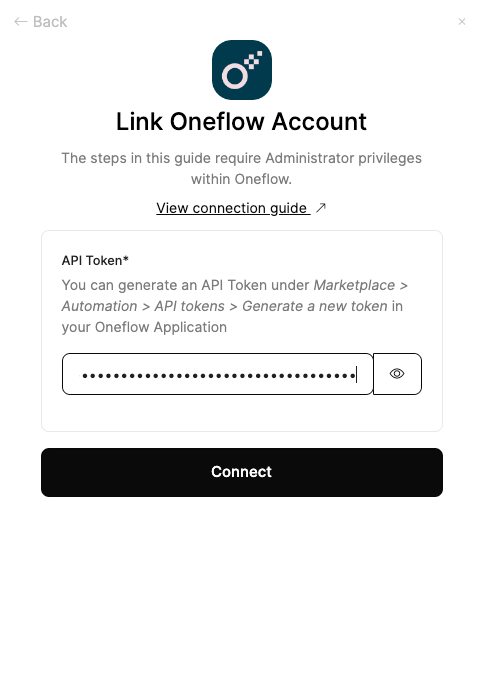 ← Back ×
Link Oneflow Account
The steps in this guide require Administrator privileges
within Oneflow.
View connection guide ↗
API Token*
You can generate an API Token under Marketplace >
Automation > API tokens > Generate a new token in
your Oneflow Application
•••••••••••••••••••••••••••••••••••
Connect